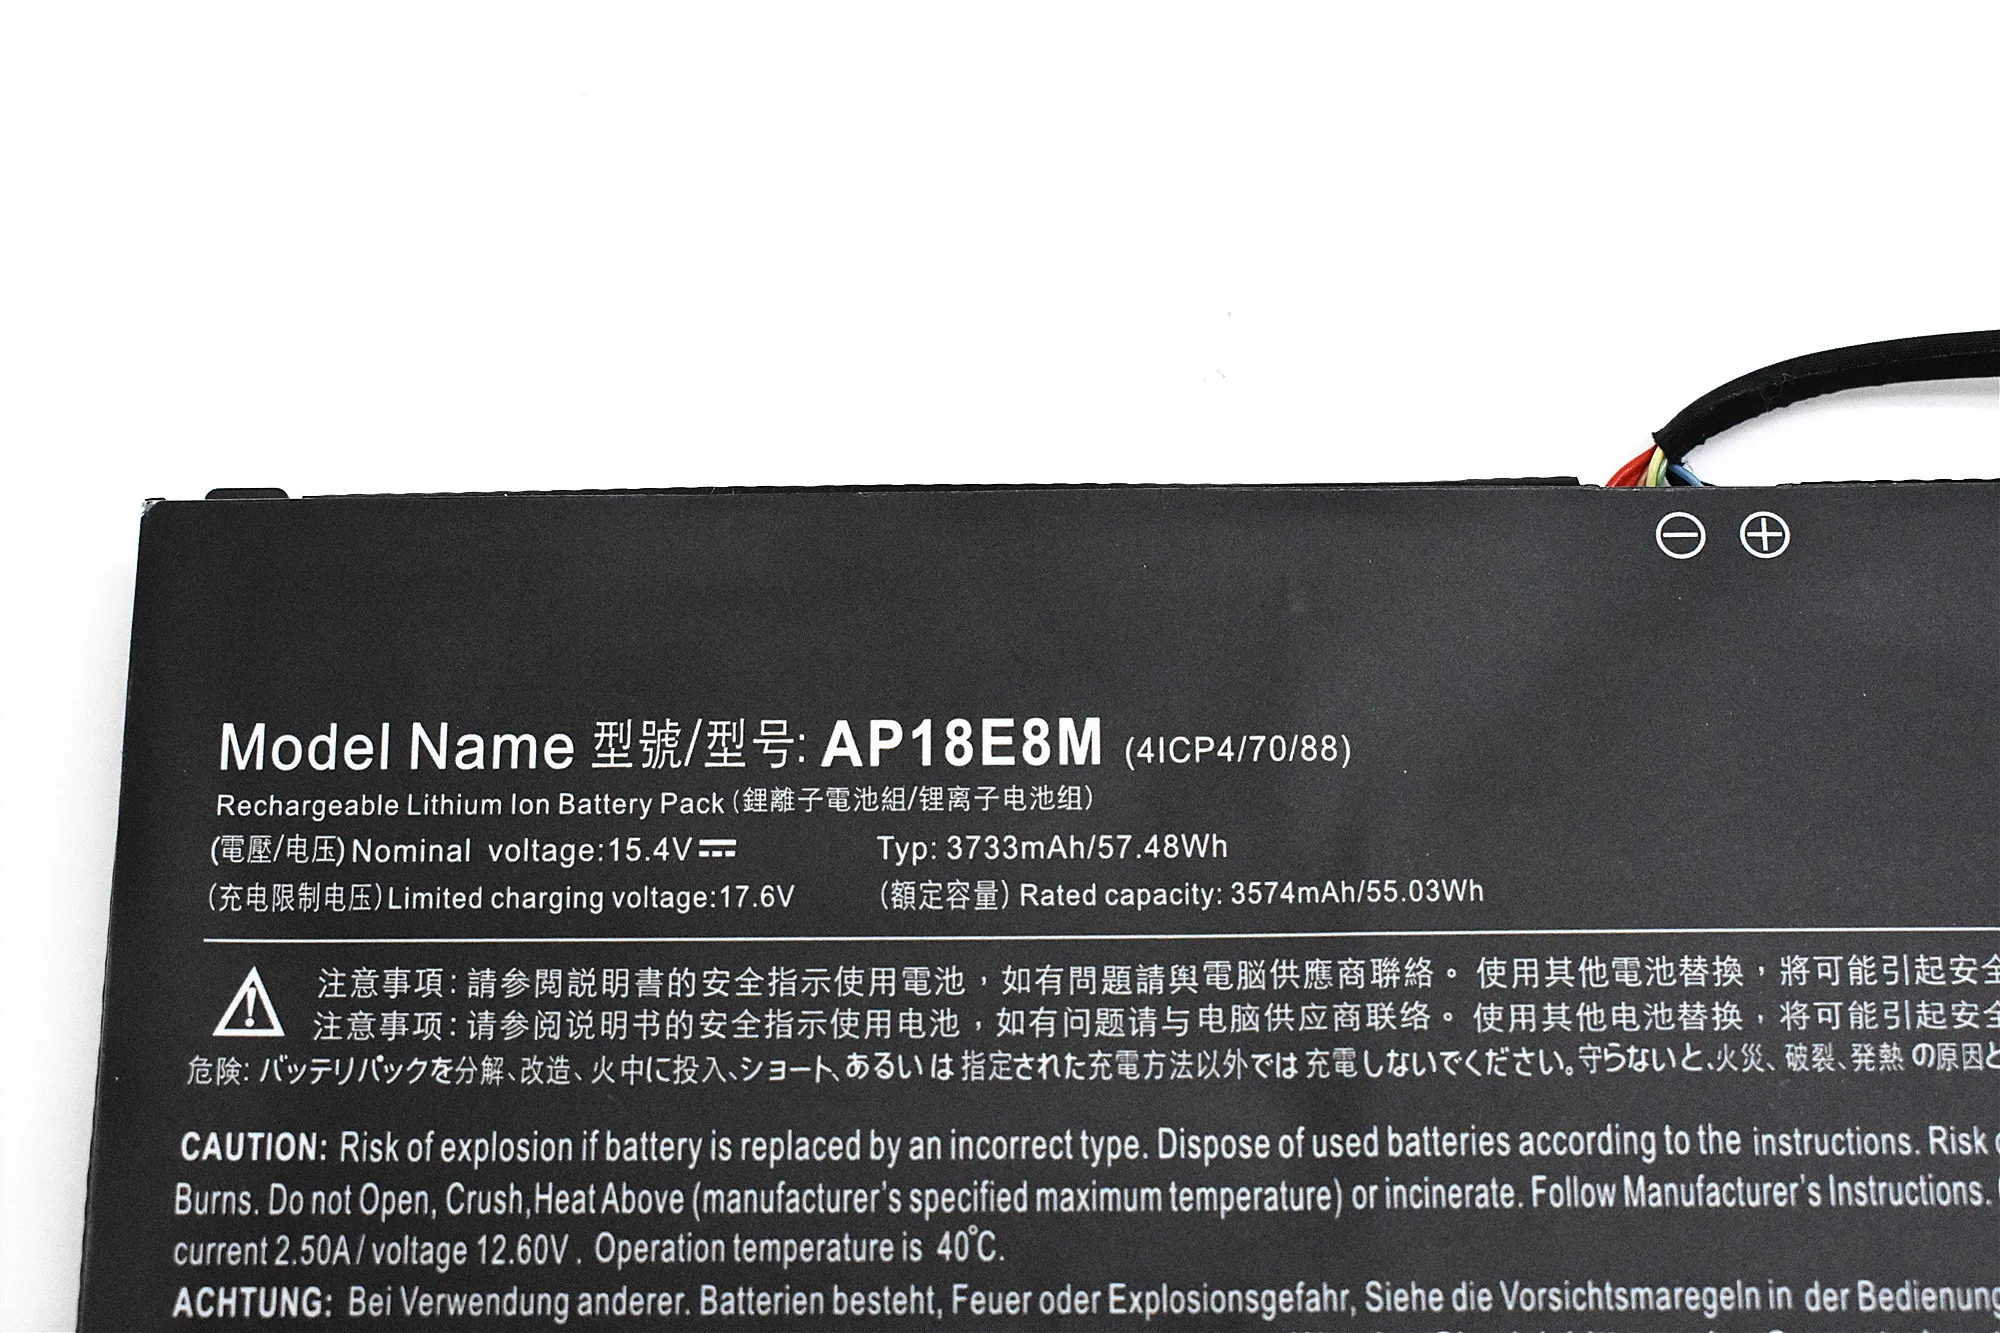 ⊖ ⊕
Model Name 型號/型号: AP18E8M (4ICP4/70/88)
Rechargeable Lithium Ion Battery Pack (鋰離子電池組/锂离子电池组)
(電壓/电压) Nominal voltage:15.4V⎓ Typ: 3733mAh/57.48Wh
(充电限制电压) Limited charging voltage:17.6V (額定容量) Rated capacity: 3574mAh/55.03Wh
注意事項: 請参閱説明書的安全指示使用電池，如有問題請與電脳供應商聯絡。使用其他電池替換，將可能引起安全
注意事项: 请参阅说明书的安全指示使用电池，如有问题请与电脑供应商联络。使用其他电池替换，将可能引起安全
危険: バッテリパックを分解、改造、火中に投入、ショート、あるいは指定された充電方法以外では充電しないでください。守らないと、火災、破裂、発熱の原因と
CAUTION: Risk of explosion if battery is replaced by an incorrect type. Dispose of used batteries according to the instructions. Risk
Burns. Do not Open, Crush,Heat Above (manufacturer's specified maximum temperature) or incinerate. Follow Manufacturer's Instructions.
current 2.50A / voltage 12.60V . Operation temperature is 40℃.
ACHTUNG: Bei Verwendung anderer. Batterien besteht, Feuer oder Explosionsgefahr, Siehe die Vorsichtsmaregeln in der Bedienung